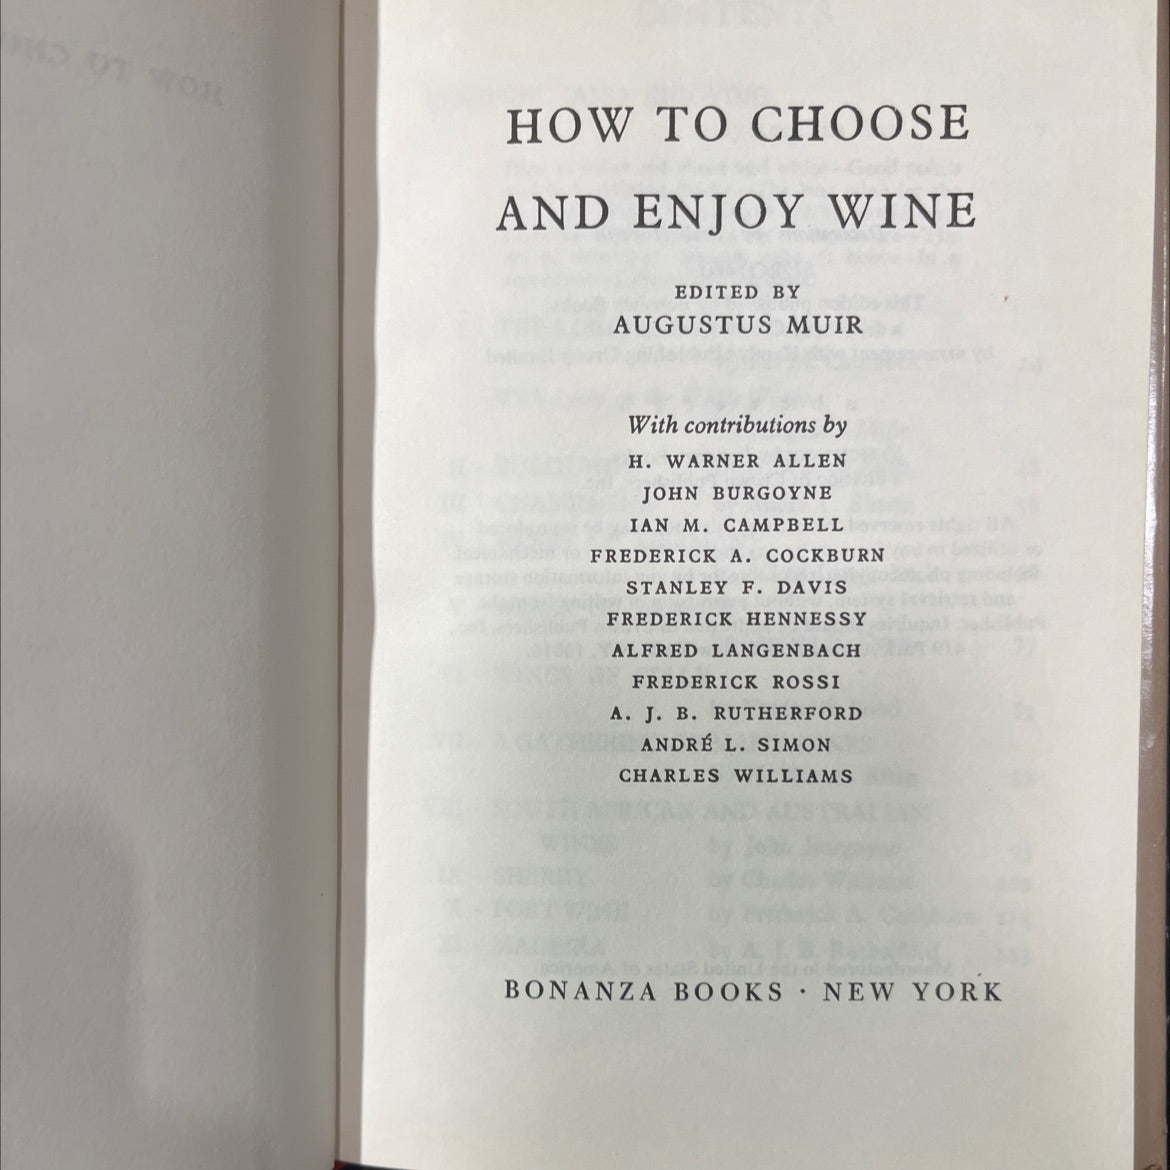 HOW TO CHOOSE
AND ENJOY WINE
EDITED BY
AUGUSTUS MUIR
With contributions by
H. WARNER ALLEN
JOHN BURGOYNE
IAN M. CAMPBELL
FREDERICK A. COCKBURN
STANLEY F. DAVIS
FREDERICK HENNESSY
ALFRED LANGENBACH
FREDERICK ROSSI
A. J. B. RUTHERFORD
ANDRÉ L. SIMON
CHARLES WILLIAMS
BONANZA BOOKS · NEW YORK